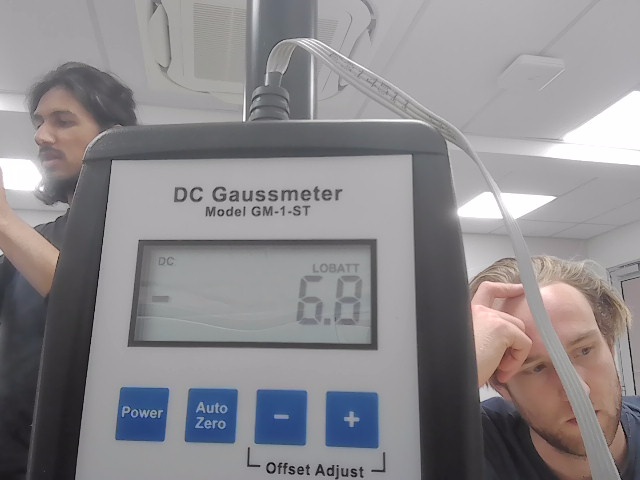 DC Gaussmeter
Model GM-1-ST
DC
LOBATT
- 6.8
Power
Auto
Zero
-
+
Offset Adjust